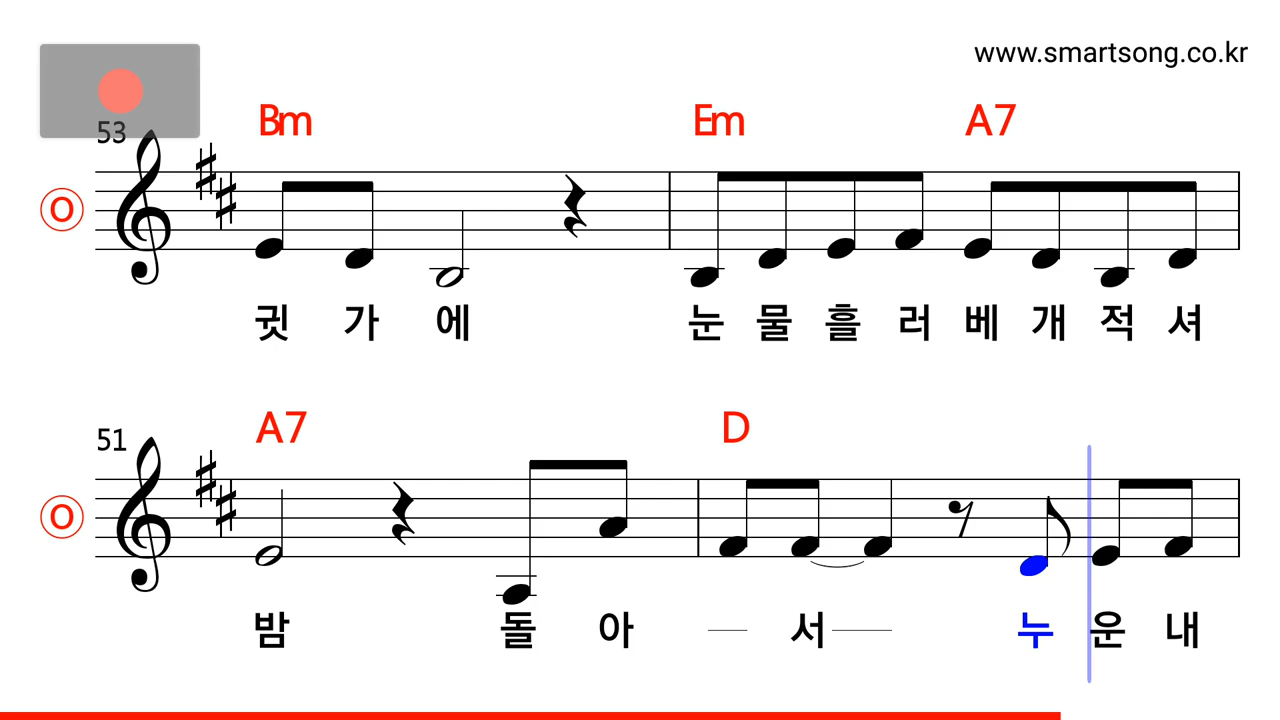 www.smartsong.co.kr
53
Bm Em A7
O
귓 가 에 눈 물 흘 러 베 개 적 셔
51
A7 D
O
밤 돌 아 서 누 운 내